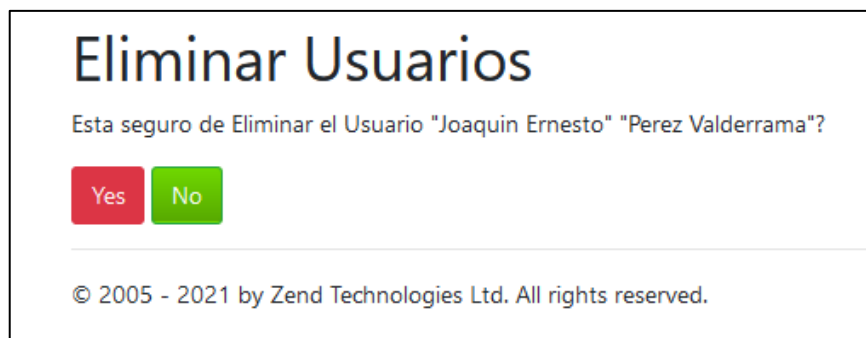 Eliminar Usuarios
Esta seguro de Eliminar el Usuario "Joaquin Ernesto" "Perez Valderrama"?
Yes No
© 2005 - 2021 by Zend Technologies Ltd. All rights reserved.